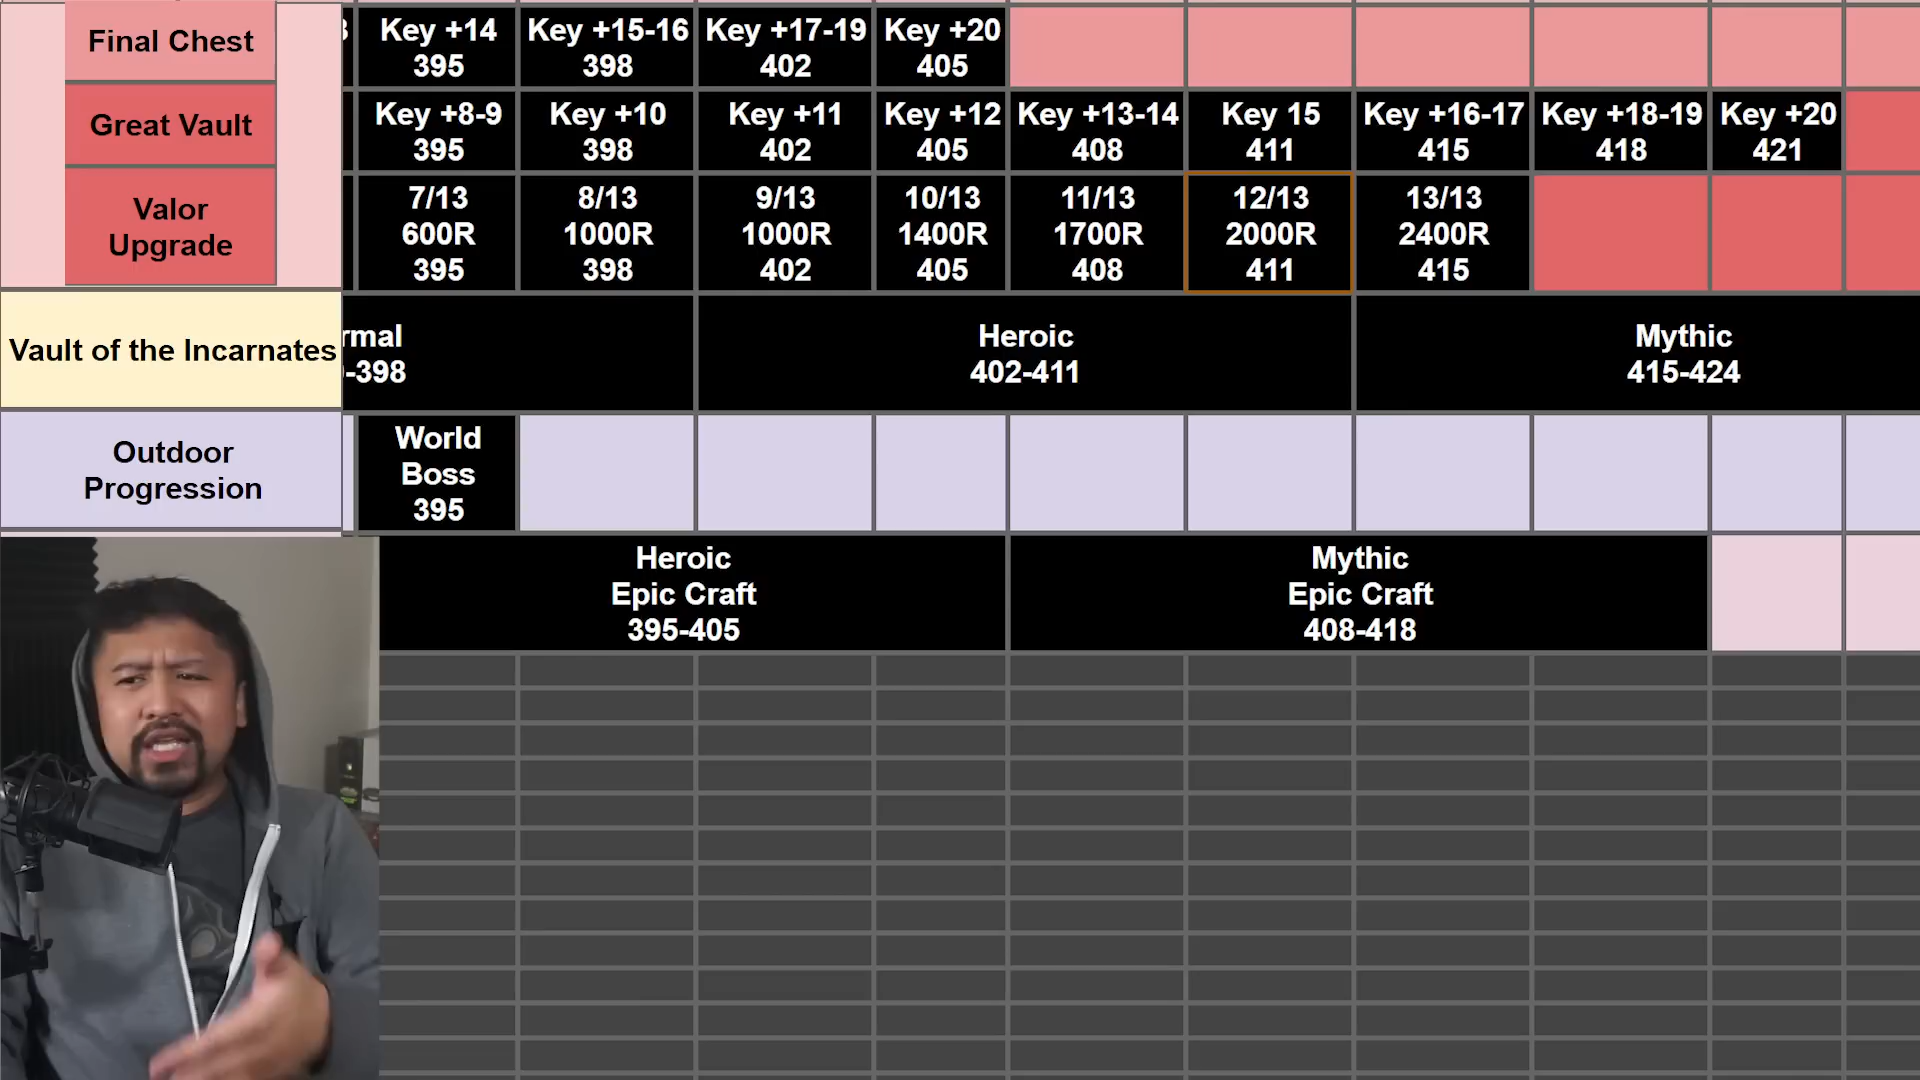 Final Chest
Key +14
395
Key +15-16
398
Key +17-19
402
Key +20
405
Great Vault
Key +8-9
395
Key +10
398
Key +11
402
Key +12
405
Key +13-14
408
Key 15
411
Key +16-17
415
Key +18-19
418
Key +20
421
Valor
Upgrade
7/13
600R
395
8/13
1000R
398
9/13
1000R
402
10/13
1400R
405
11/13
1700R
408
12/13
2000R
411
13/13
2400R
415
Vault of the Incarnates
rmal
-398
Heroic
402-411
Mythic
415-424
Outdoor
Progression
World
Boss
395
Heroic
Epic Craft
395-405
Mythic
Epic Craft
408-418